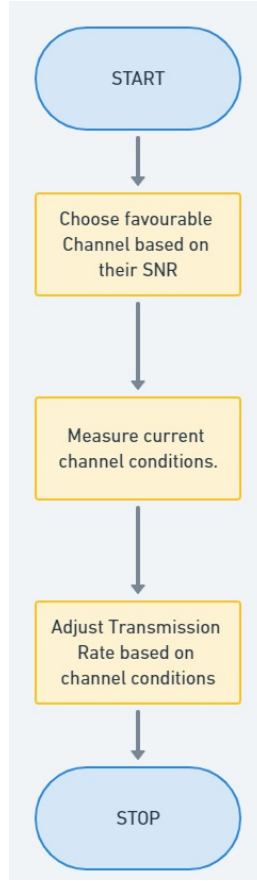 START
Choose favourable
Channel based on
their SNR
Measure current
channel conditions.
Adjust Transmission
Rate based on
channel conditions
STOP